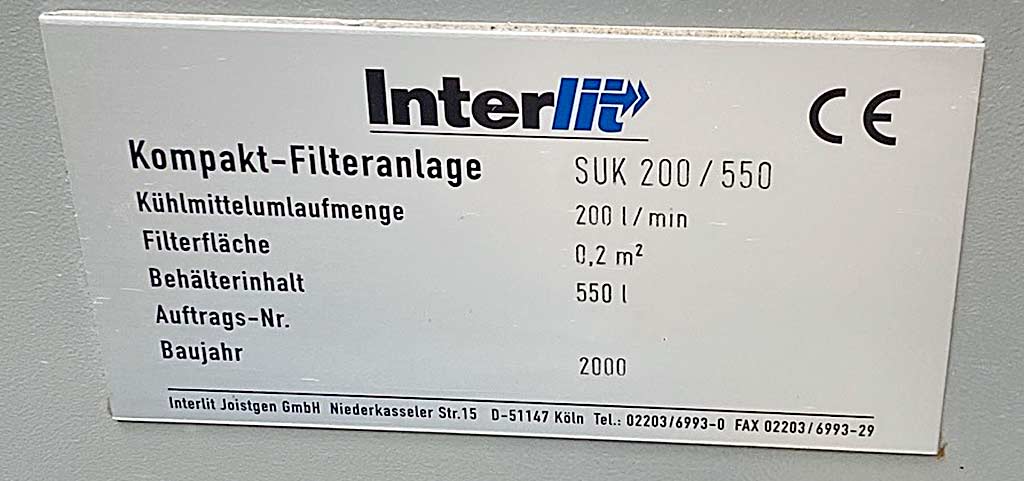 Interlit
CE
Kompakt-Filteranlage SUK 200/550
Kühlmittelumlaufmenge 200 l/min
Filterfläche 0,2 m²
Behälterinhalt 550 l
Auftrags-Nr.
Baujahr 2000
Interlit Joistgen GmbH Niederkasseler Str.15 D-51147 Köln Tel.: 02203/6993-0 FAX 02203/6993-29